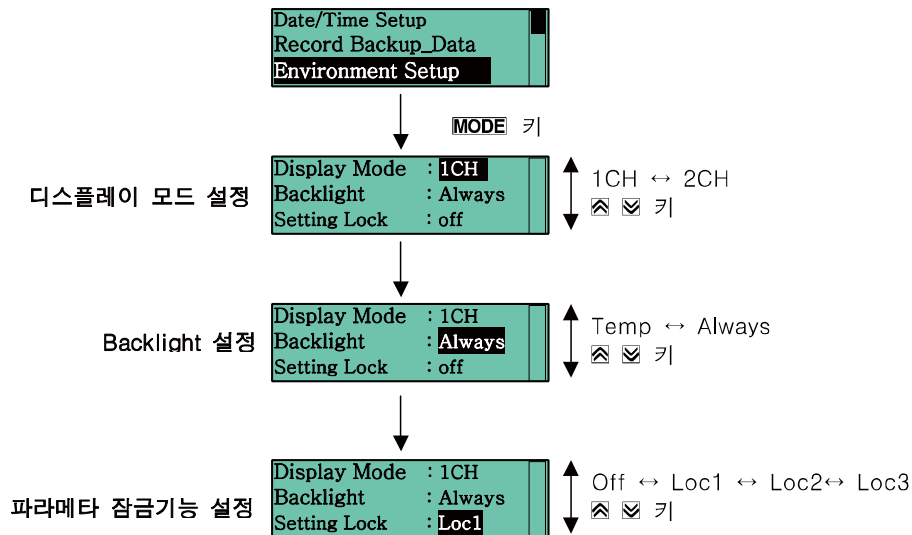 Date/Time Setup
Record Backup_Data
Environment Setup
MODE 키
디스플레이 모드 설정
Display Mode : 1CH
Backlight : Always
Setting Lock : off
1CH ↔ 2CH
키
Backlight 설정
Display Mode : 1CH
Backlight : Always
Setting Lock : off
Temp ↔ Always
키
파라메타 잠금기능 설정
Display Mode : 1CH
Backlight : Always
Setting Lock : Loc1
Off ↔ Loc1 ↔ Loc2↔ Loc3
키